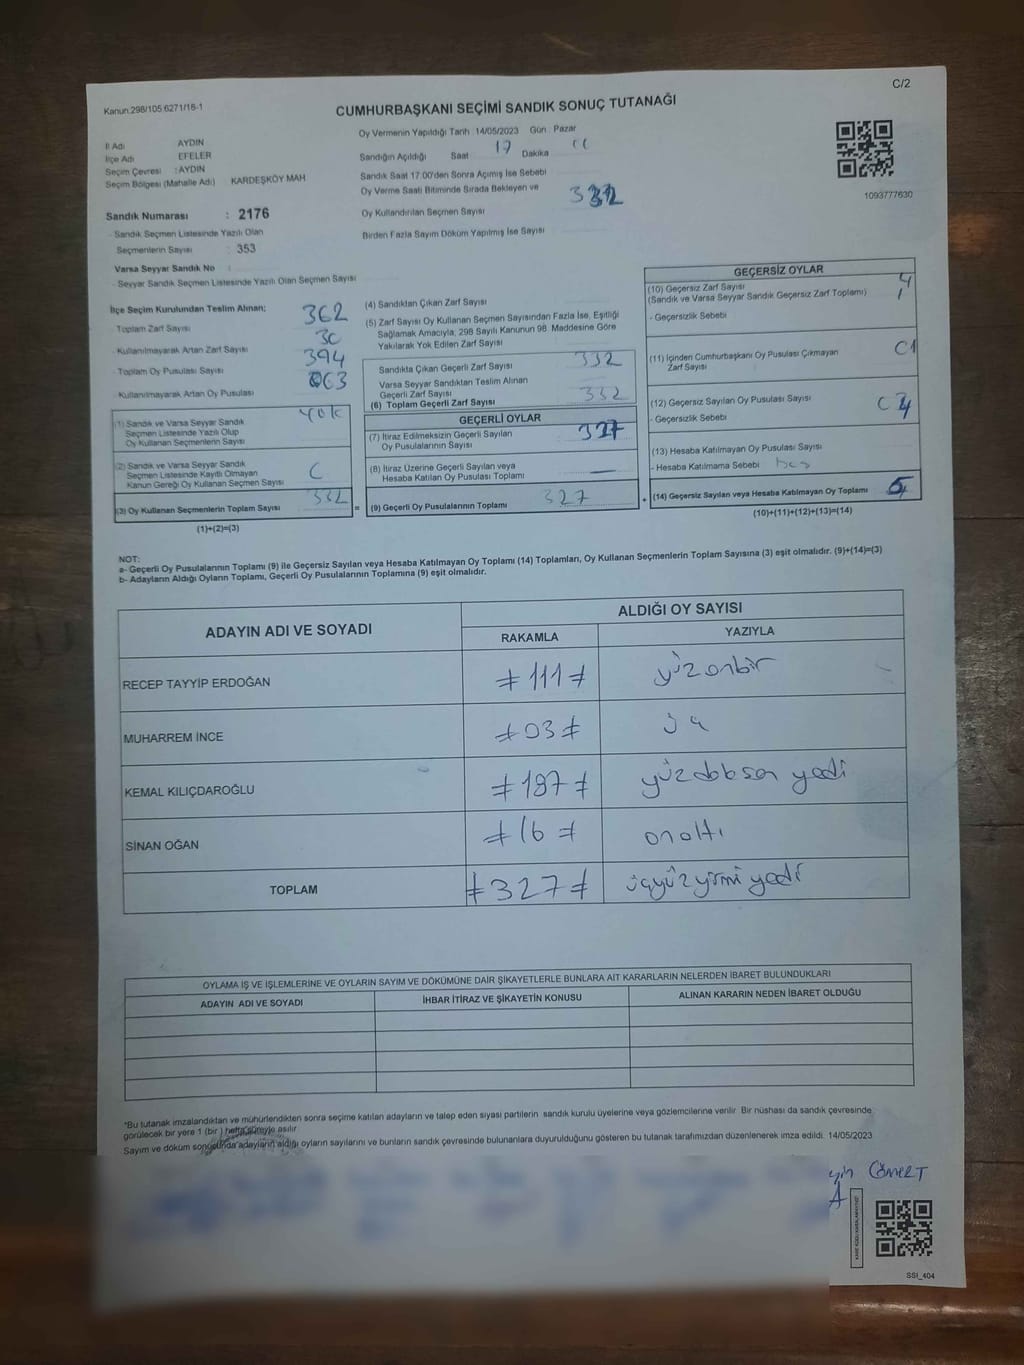 C/2
Kanun:298/105 6271/16-1
CUMHURBAŞKANI SEÇİMİ SANDIK SONUÇ TUTANAĞI
İl Adı AYDIN
İlçe Adı EFELER
Seçim Çevresi : AYDIN
Seçim Bölgesi (Mahalle Adı) KARDEŞKÖY MAH
Sandık Numarası : 2176
- Sandık Seçmen Listesinde Yazılı Olan
Seçmenlerin Sayısı : 353
Varsa Seyyar Sandık No :
- Seyyar Sandık Seçmen Listesinde Yazılı Olan Seçmen Sayısı
Oy Vermenin Yapıldığı Tarih 14/05/2023 Gün Pazar
Sandığın Açıldığı Saat 17 Dakika
Sandık Saat 17:00'den Sonra Açımış İse Sebebi
Oy Verme Saati Bitiminde Sırada Bekleyen ve
Oy Kullandırılan Seçmen Sayısı
Birden Fazla Sayım Döküm Yapılmış İse Sayısı
1093777630
İlçe Seçim Kurulundan Teslim Alınan;
- Toplam Zarf Sayısı 362
- Kullanılmayarak Artan Zarf Sayısı
- Toplam Oy Pusulası Sayısı 394
- Kullanılmayarak Artan Oy Pusulası 63
(1) Sandık ve Varsa Seyyar Sandık
Seçmen Listesinde Yazılı Olup
Oy Kullanan Seçmenlerin Sayısı
(2) Sandık ve Varsa Seyyar Sandık
Seçmen Listesinde Kayıtlı Olmayan
Kanun Gereği Oy Kullanan Seçmen Sayısı
(3) Oy Kullanan Seçmenlerin Toplam Sayısı 332
(1)+(2)=(3)
(4) Sandıktan Çıkan Zarf Sayısı
(5) Zarf Sayısı Oy Kullanan Seçmen Sayısından Fazla İse, Eşitliği
Sağlamak Amacıyla, 298 Sayılı Kanunun 98. Maddesine Göre
Yakılarak Yok Edilen Zarf Sayısı
Sandıkta Çıkan Geçerli Zarf Sayısı 332
Varsa Seyyar Sandıktan Teslim Alınan
Geçerli Zarf Sayısı
(6) Toplam Geçerli Zarf Sayısı 332
GEÇERLİ OYLAR
(7) İtiraz Edilmeksizin Geçerli Sayılan
Oy Pusulalarının Sayısı 327
(8) İtiraz Üzerine Geçerli Sayılan veya
Hesaba Katılan Oy Pusulası Toplamı —
= (9) Geçerli Oy Pusulalarının Toplamı 327 +
GEÇERSİZ OYLAR
(10) Geçersiz Zarf Sayısı
(Sandık ve Varsa Seyyar Sandık Geçersiz Zarf Toplamı)
- Geçersizlik Sebebi
(11) İçinden Cumhurbaşkanı Oy Pusulası Çıkmayan
Zarf Sayısı
(12) Geçersiz Sayılan Oy Pusulası Sayısı
- Geçersizlik Sebebi
(13) Hesaba Katılmayan Oy Pusulası Sayısı
- Hesaba Katılmama Sebebi
(14) Geçersiz Sayılan veya Hesaba Katılmayan Oy Toplamı 5
(10)+(11)+(12)+(13)=(14)
NOT:
a- Geçerli Oy Pusulalarının Toplamı (9) ile Geçersiz Sayılan veya Hesaba Katılmayan Oy Toplamı (14) Toplamları, Oy Kullanan Seçmenlerin Toplam Sayısına (3) eşit olmalıdır. (9)+(14)=(3)
b- Adayların Aldığı Oyların Toplamı, Geçerli Oy Pusulalarının Toplamına (9) eşit olmalıdır.
ADAYIN ADI VE SOYADI ALDIĞI OY SAYISI
RAKAMLA YAZIYLA
RECEP TAYYİP ERDOĞAN ≠ 111 ≠ yüzonbir
MUHARREM İNCE ≠ 03 ≠ üç
KEMAL KILIÇDAROĞLU ≠ 197 ≠ yüzdoksan yedi
SİNAN OĞAN ≠ 16 ≠ onaltı
TOPLAM ≠ 327 ≠ üçyüzyirmi yedi
OYLAMA İŞ VE İŞLEMLERİNE VE OYLARIN SAYIM VE DÖKÜMÜNE DAİR ŞİKAYETLERLE BUNLARA AİT KARARLARIN NELERDEN İBARET BULUNDUKLARI
ADAYIN ADI VE SOYADI İHBAR İTİRAZ VE ŞİKAYETİN KONUSU ALINAN KARARIN NEDEN İBARET OLDUĞU
*Bu tutanak imzalandıktan ve mühürlendikten sonra seçime katılan adayların ve talep eden siyasi partilerin sandık kurulu üyelerine veya gözlemcilerine verilir. Bir nüshası da sandık çevresinde
görülecek bir yere 1 (bir) hafta süreyle asılır
Sayım ve döküm sonucunda adayların aldığı oyların sayılarını ve bunların sandık çevresinde bulunanlara duyurulduğunu gösteren bu tutanak tarafımızdan düzenlenerek imza edildi. 14/05/2023
CÖMERT
SSI_404